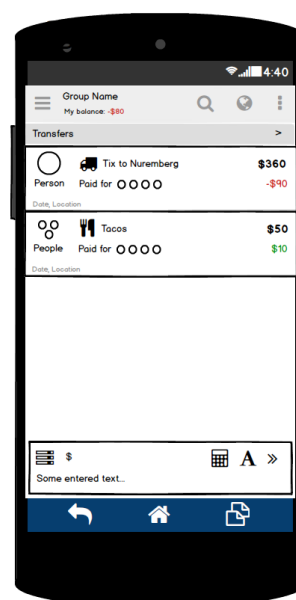 4:40
Group Name
My balance: -$80
Transfers >
Tix to Nuremberg $360
Person Paid for -$90
Date, Location
Tacos $50
People Paid for $10
Date, Location
$ A »
Some entered text...